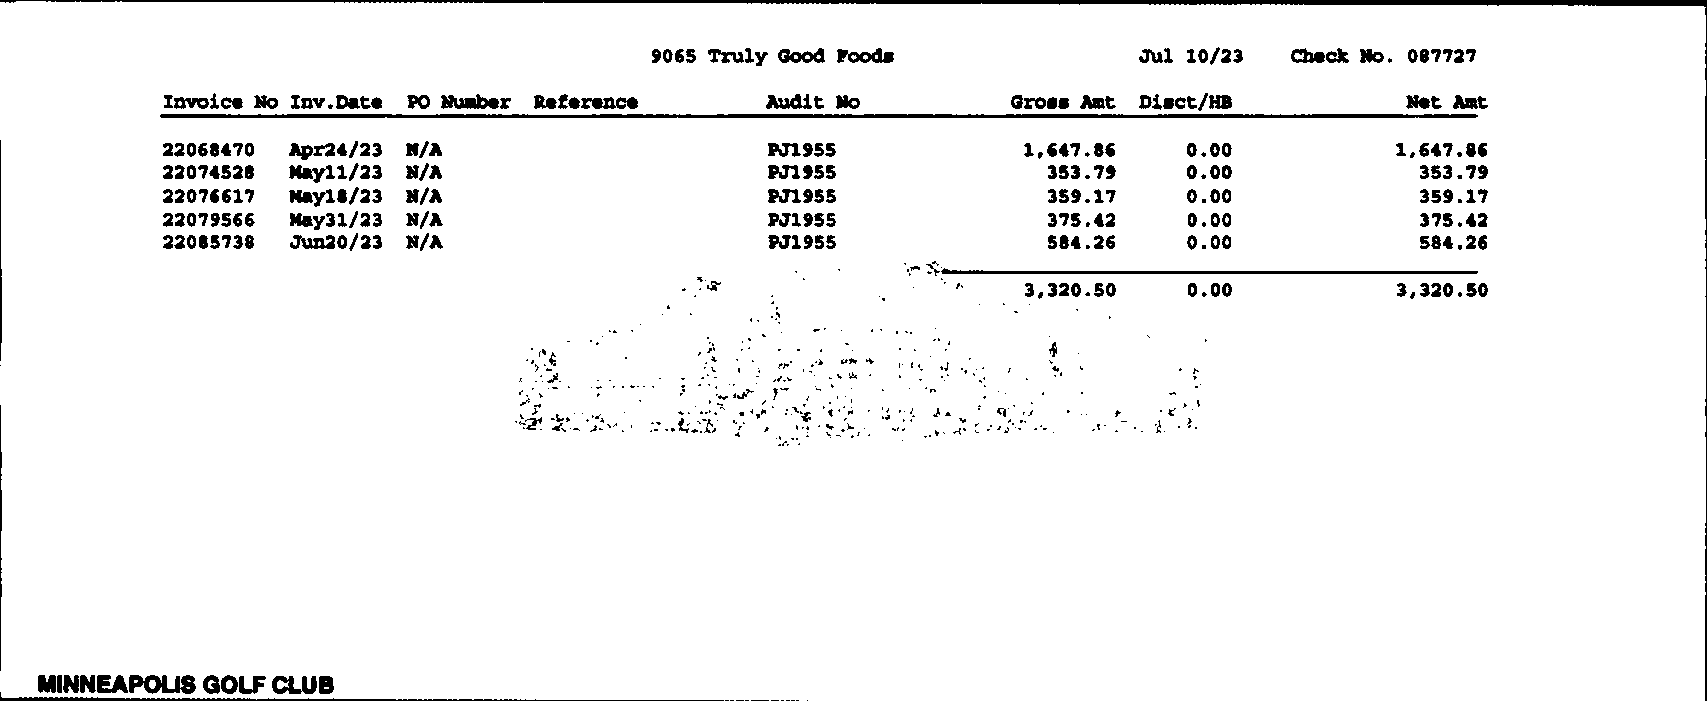 9065 Truly Good Foods Jul 10/23 Check No. 087727
Invoice No Inv.Date PO Number Reference Audit No Gross Amt Disct/HB Net Amt
22068470 Apr24/23 N/A PJ1955 1,647.86 0.00 1,647.86
22074528 May11/23 N/A PJ1955 353.79 0.00 353.79
22076617 May18/23 N/A PJ1955 359.17 0.00 359.17
22079566 May31/23 N/A PJ1955 375.42 0.00 375.42
22085738 Jun20/23 N/A PJ1955 584.26 0.00 584.26
3,320.50 0.00 3,320.50
MINNEAPOLIS GOLF CLUB